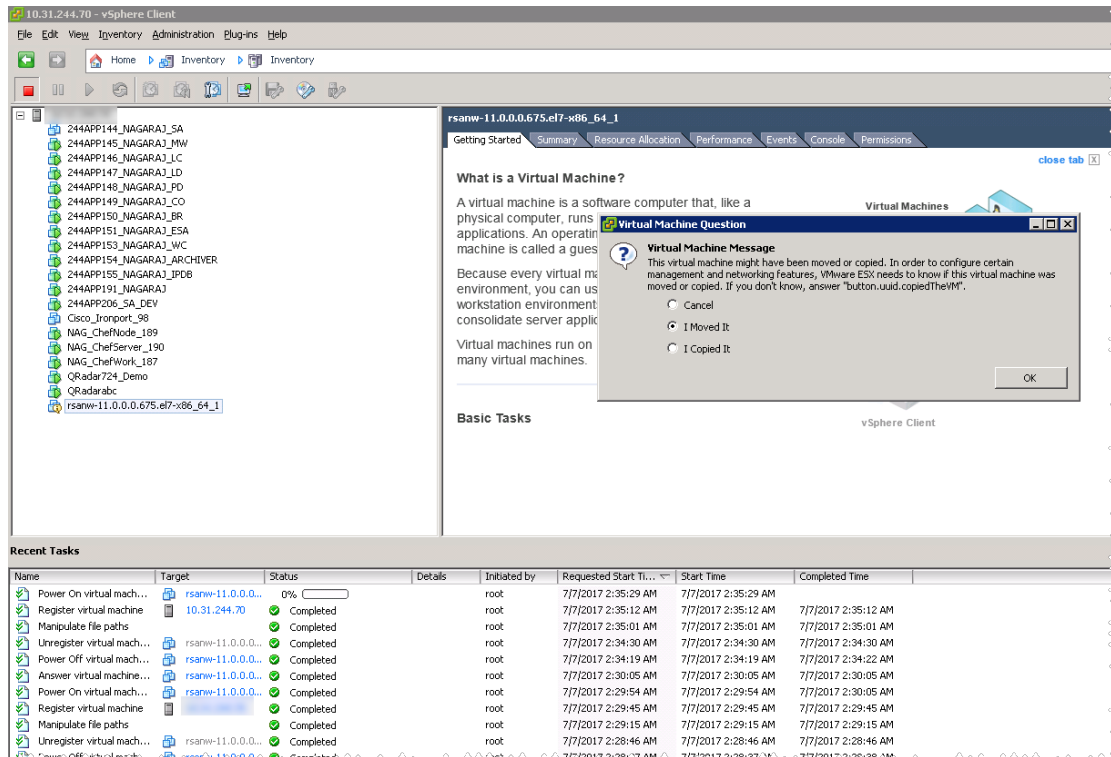 10.31.244.70 - vSphere Client
File Edit View Inventory Administration Plug-ins Help
Home Inventory Inventory
244APP144_NAGARAJ_SA
244APP145_NAGARAJ_MW
244APP146_NAGARAJ_LC
244APP147_NAGARAJ_LD
244APP148_NAGARAJ_PD
244APP149_NAGARAJ_CO
244APP150_NAGARAJ_BR
244APP151_NAGARAJ_ESA
244APP153_NAGARAJ_WC
244APP154_NAGARAJ_ARCHIVER
244APP155_NAGARAJ_IPDB
244APP191_NAGARAJ
244APP206_SA_DEV
Cisco_Ironport_98
NAG_ChefNode_189
NAG_ChefServer_190
NAG_ChefWork_187
QRadar724_Demo
QRadarabc
rsanw-11.0.0.0.675.el7-x86_64_1
rsanw-11.0.0.0.675.el7-x86_64_1
Getting Started Summary Resource Allocation Performance Events Console Permissions
close tab X
What is a Virtual Machine?
A virtual machine is a software computer that, like a
physical computer, runs
applications. An operatin
machine is called a gues
Because every virtual ma
environment, you can us
workstation environment
consolidate server applic
Virtual machines run on
many virtual machines.
Basic Tasks
Virtual Machines
vSphere Client
Virtual Machine Question
Virtual Machine Message
This virtual machine might have been moved or copied. In order to configure certain
management and networking features, VMware ESX needs to know if this virtual machine was
moved or copied. If you don't know, answer "button.uuid.copiedTheVM".
Cancel
I Moved It
I Copied It
OK
Recent Tasks
Name Target Status Details Initiated by Requested Start Ti... Start Time Completed Time
Power On virtual mach... rsanw-11.0.0.0... 0% root 7/7/2017 2:35:29 AM 7/7/2017 2:35:29 AM
Register virtual machine 10.31.244.70 Completed root 7/7/2017 2:35:12 AM 7/7/2017 2:35:12 AM 7/7/2017 2:35:12 AM
Manipulate file paths Completed root 7/7/2017 2:35:01 AM 7/7/2017 2:35:01 AM 7/7/2017 2:35:01 AM
Unregister virtual mach... rsanw-11.0.0.0... Completed root 7/7/2017 2:34:30 AM 7/7/2017 2:34:30 AM 7/7/2017 2:34:30 AM
Power Off virtual mach... rsanw-11.0.0.0... Completed root 7/7/2017 2:34:19 AM 7/7/2017 2:34:19 AM 7/7/2017 2:34:22 AM
Answer virtual machine... rsanw-11.0.0.0... Completed root 7/7/2017 2:30:05 AM 7/7/2017 2:30:05 AM 7/7/2017 2:30:05 AM
Power On virtual mach... rsanw-11.0.0.0... Completed root 7/7/2017 2:29:54 AM 7/7/2017 2:29:54 AM 7/7/2017 2:30:05 AM
Register virtual machine Completed root 7/7/2017 2:29:45 AM 7/7/2017 2:29:45 AM 7/7/2017 2:29:45 AM
Manipulate file paths Completed root 7/7/2017 2:29:15 AM 7/7/2017 2:29:15 AM 7/7/2017 2:29:15 AM
Unregister virtual mach... rsanw-11.0.0.0... Completed root 7/7/2017 2:28:46 AM 7/7/2017 2:28:46 AM 7/7/2017 2:28:46 AM